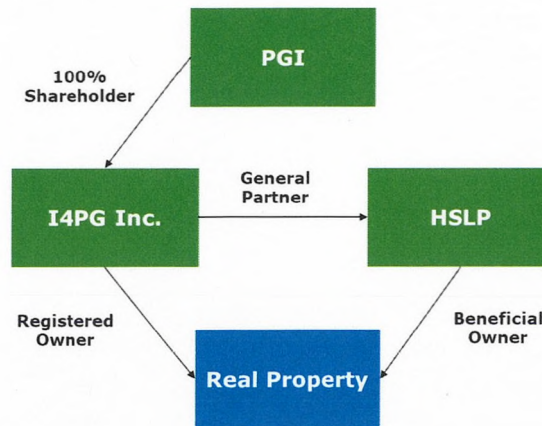 PGI
100%
Shareholder
General
Partner
I4PG Inc.
HSLP
Registered
Owner
Beneficial
Owner
Real Property